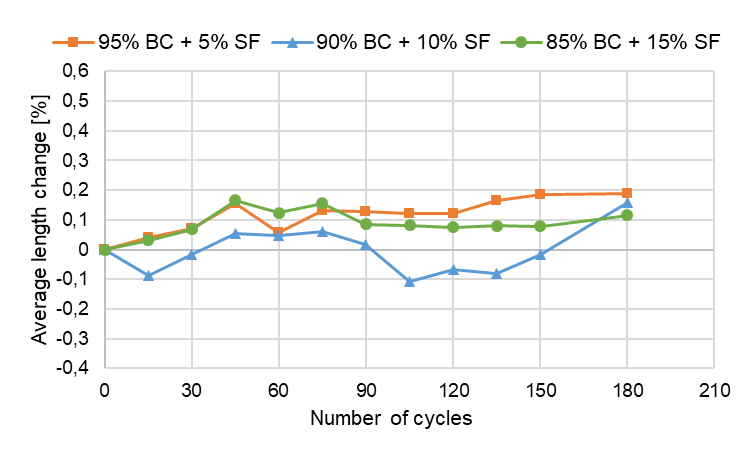 95% BC + 5% SF 90% BC + 10% SF 85% BC + 15% SF
0,6
0,5
0,4
0,3
0,2
0,1
0
-0,1
-0,2
-0,3
-0,4
Average length change [%]
0 30 60 90 120 150 180 210
Number of cycles